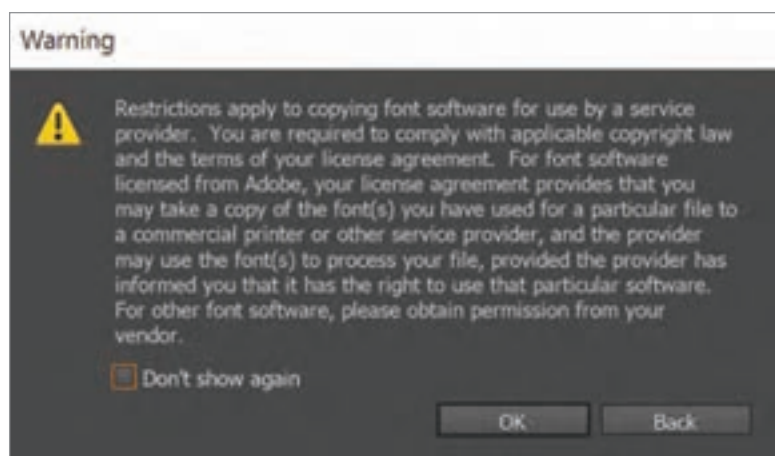 Warning
Restrictions apply to copying font software for use by a service
provider.  You are required to comply with applicable copyright law
and the terms of your license agreement.  For font software
licensed from Adobe, your license agreement provides that you
may take a copy of the font(s) you have used for a particular file to
a commercial printer or other service provider, and the provider
may use the font(s) to process your file, provided the provider has
informed you that it has the right to use that particular software.
For other font software, please obtain permission from your
vendor.
Don't show again
OK
Back